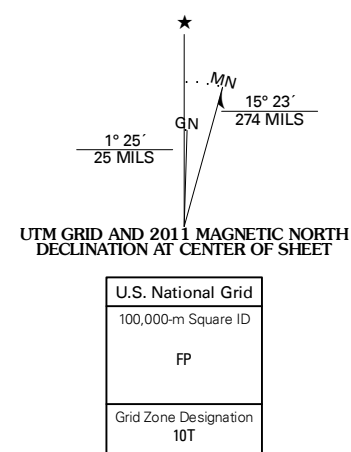 ★
MN
GN
15° 23´
274 MILS
1° 25´
25 MILS
UTM GRID AND 2011 MAGNETIC NORTH
DECLINATION AT CENTER OF SHEET
U.S. National Grid
100,000-m Square ID
FP
Grid Zone Designation
10T